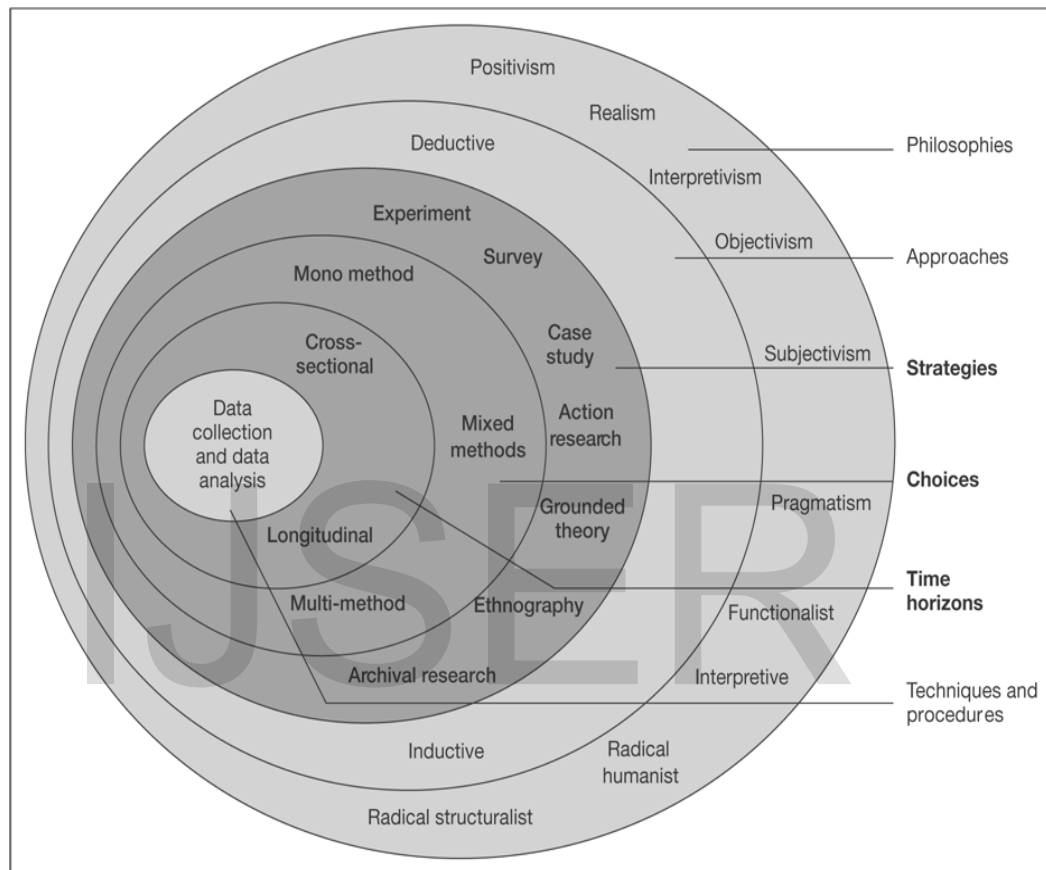 Positivism
Realism
Philosophies
Deductive
Interpretivism
Experiment
Objectivism
Survey
Approaches
Mono method
Case
study
Cross-
sectional
Subjectivism
Strategies
Data
collection
and data
analysis
Mixed
methods
Action
research
Choices
Pragmatism
Grounded
theory
Longitudinal
Time
horizons
Multi-method
Ethnography
Functionalist
Archival research
Interpretive
Techniques and
procedures
Inductive
Radical
humanist
Radical structuralist
IJSER